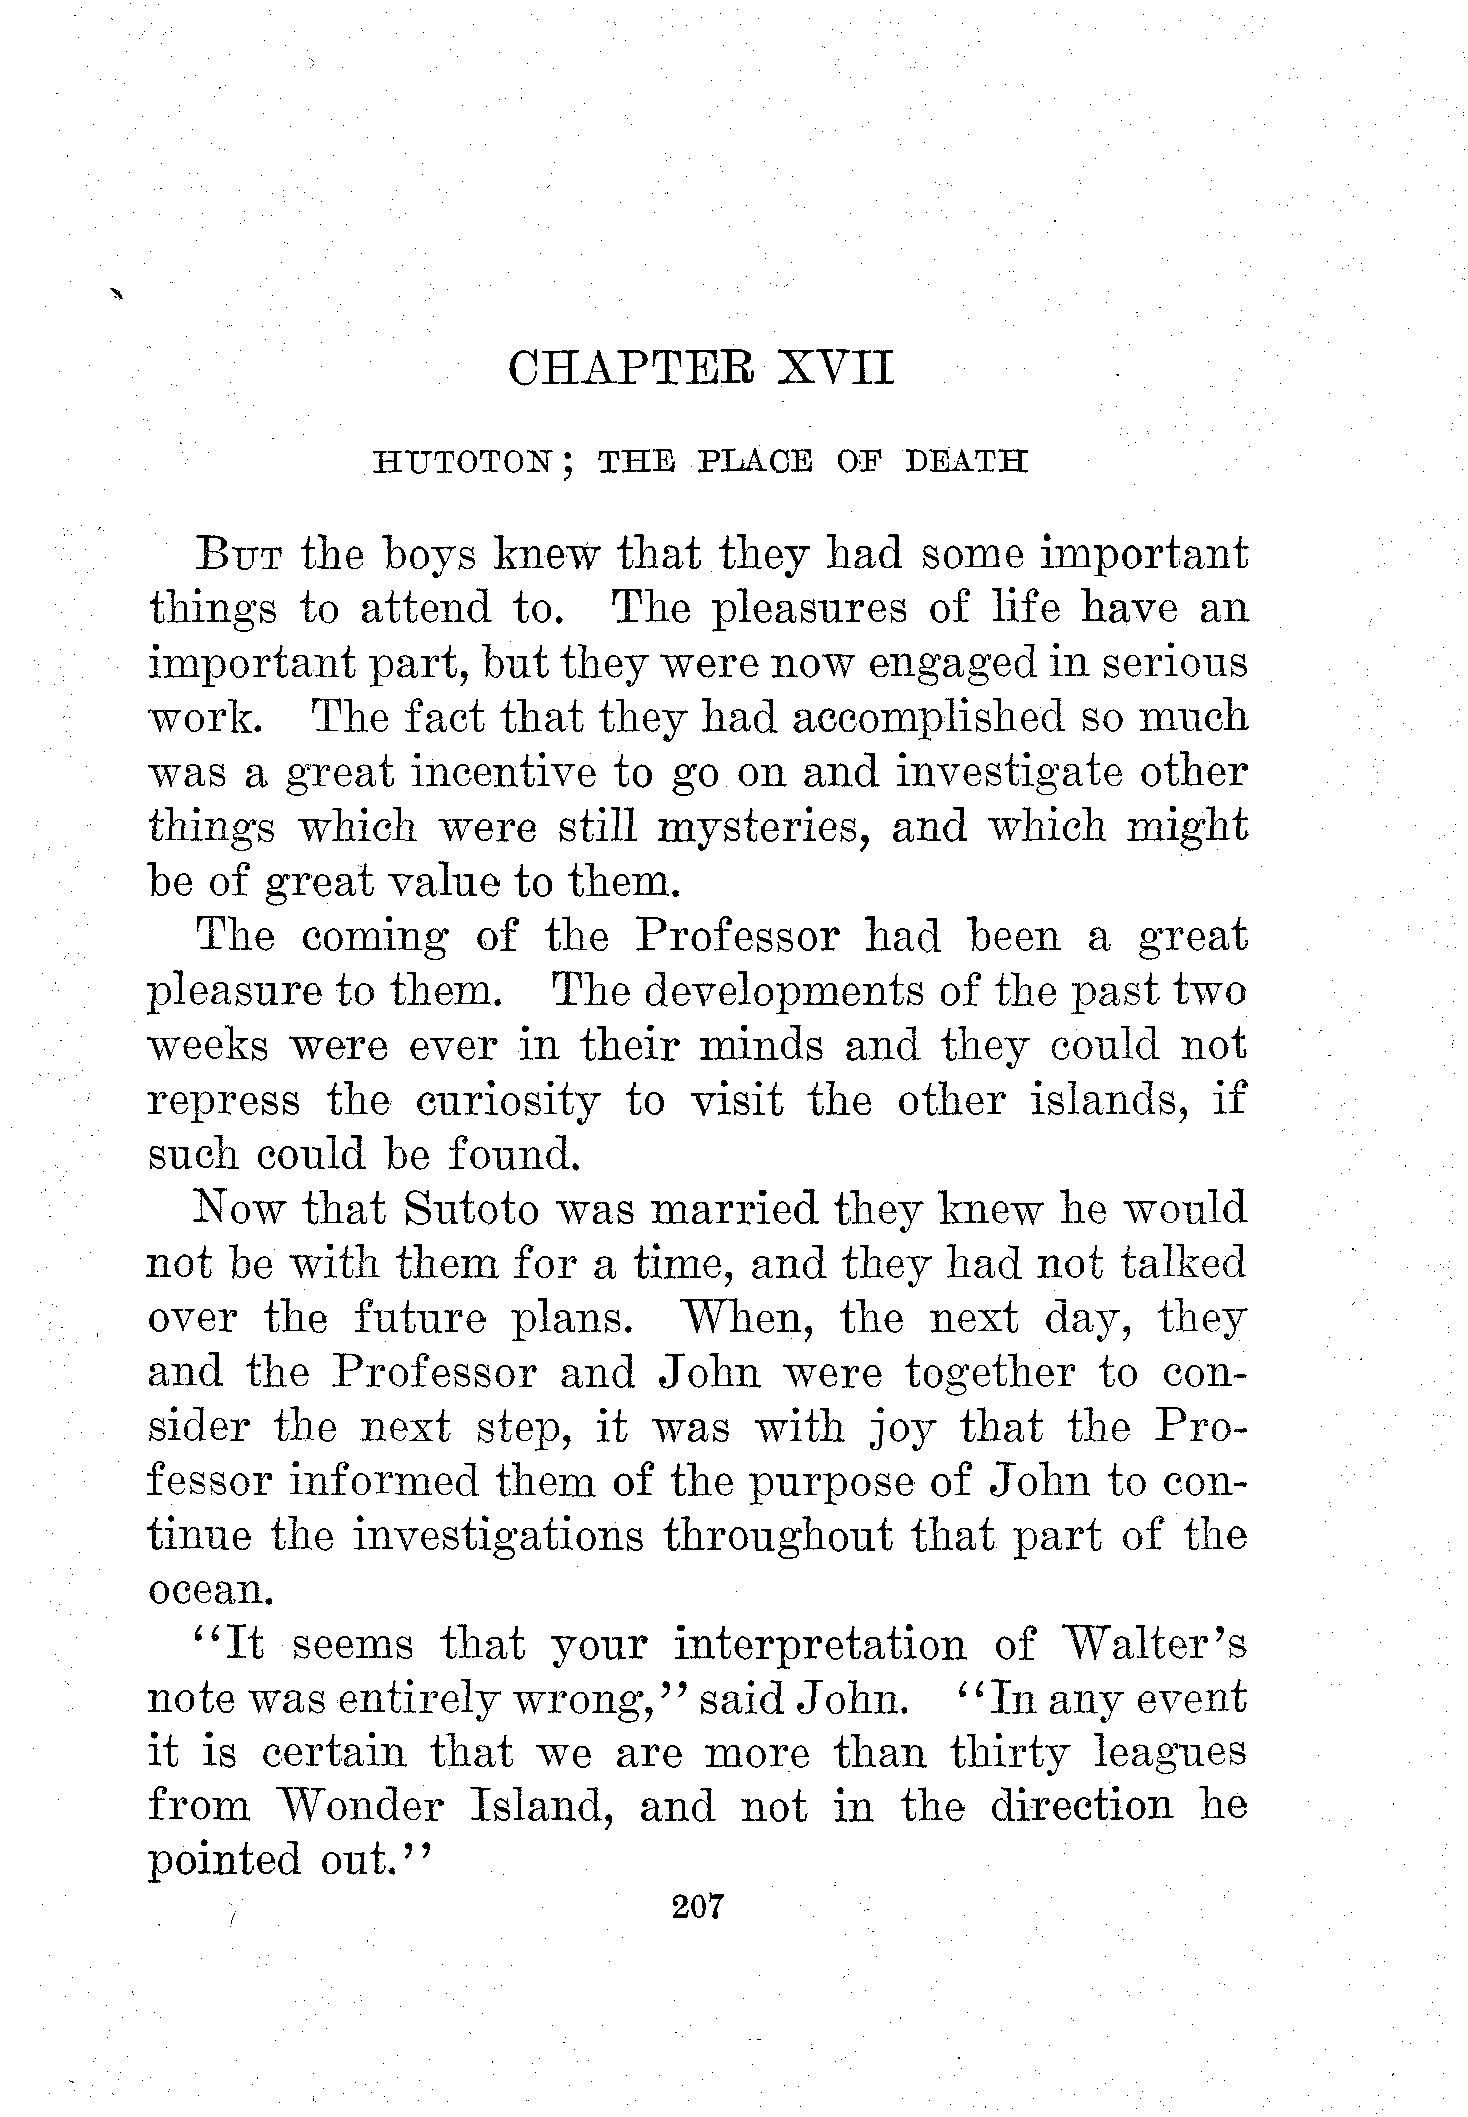 CHAPTER XVII
HUTOTON; THE PLACE OF DEATH
But the boys knew that they had some important
things to attend to. The pleasures of life have an
important part, but they were now engaged in serious
work. The fact that they had accomplished so much
was a great incentive to go on and investigate other
things which were still mysteries, and which might
be of great value to them.
The coming of the Professor had been a great
pleasure to them. The developments of the past two
weeks were ever in their minds and they could not
repress the curiosity to visit the other islands, if
such could be found.
Now that Sutoto was married they knew he would
not be with them for a time, and they had not talked
over the future plans. When, the next day, they
and the Professor and John were together to con-
sider the next step, it was with joy that the Pro-
fessor informed them of the purpose of John to con-
tinue the investigations throughout that part of the
ocean.
"It seems that your interpretation of Walter's
note was entirely wrong," said John. "In any event
it is certain that we are more than thirty leagues
from Wonder Island, and not in the direction he
pointed out."
207